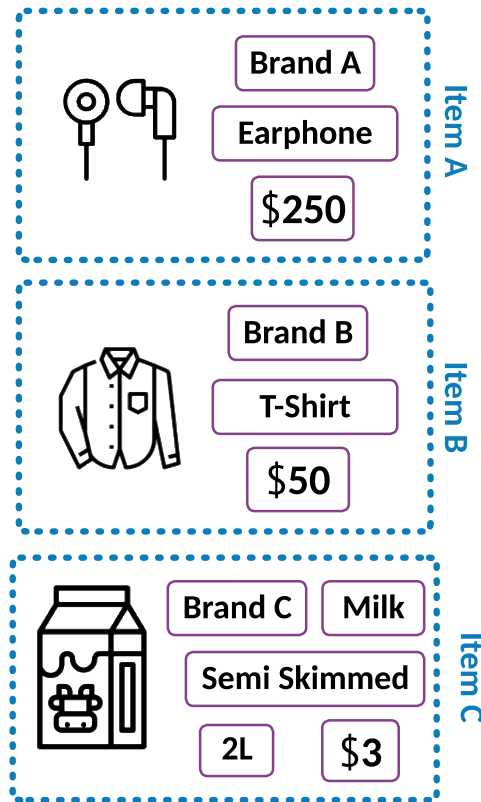 Brand A
Earphone
$250
Item A
Brand B
T-Shirt
$50
Item B
Brand C Milk
Semi Skimmed
2L $3
Item C